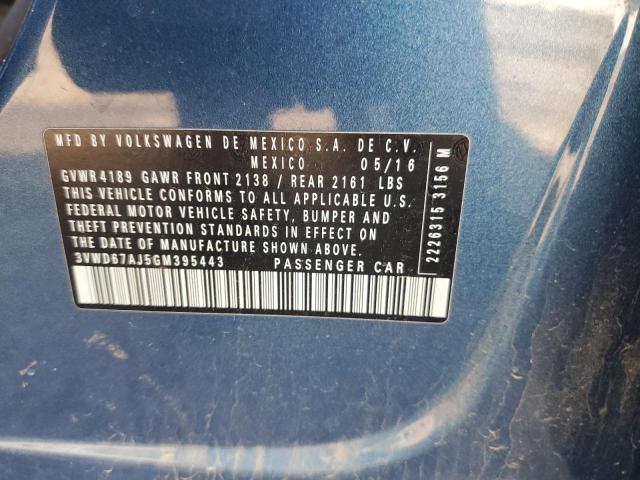 MFD BY VOLKSWAGEN DE MEXICO S.A. DE C.V.
MEXICO 05/16
GVWR 4189 GAWR FRONT 2138 / REAR 2161 LBS
THIS VEHICLE CONFORMS TO ALL APPLICABLE U.S.
FEDERAL MOTOR VEHICLE SAFETY, BUMPER AND
THEFT PREVENTION STANDARDS IN EFFECT ON
THE DATE OF MANUFACTURE SHOWN ABOVE.
3VWD67AJ5GM395443 PASSENGER CAR
2226315 3156 M